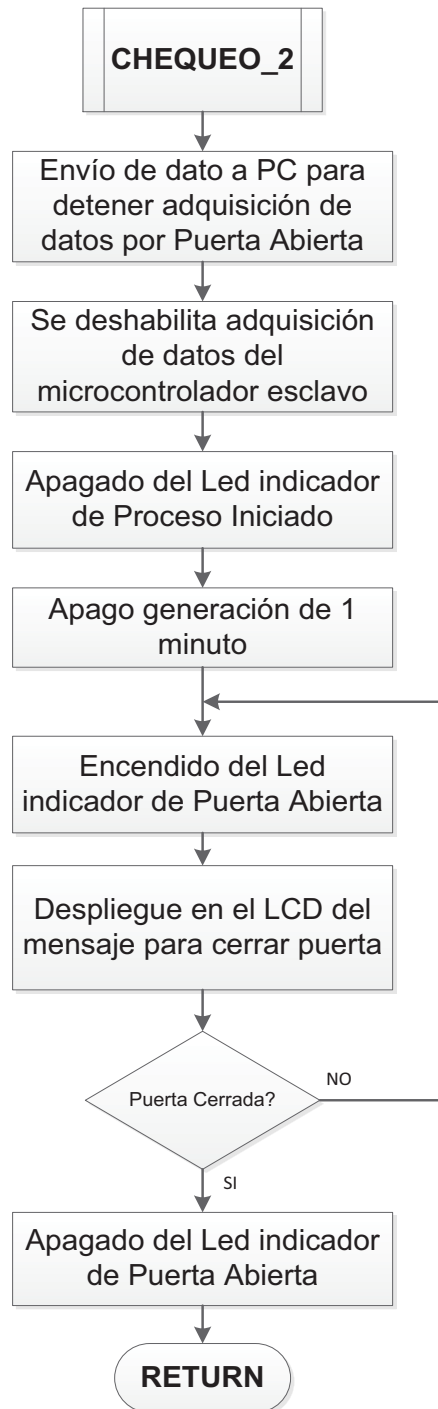 CHEQUEO_2
Envío de dato a PC para
detener adquisición de
datos por Puerta Abierta
Se deshabilita adquisición
de datos del
microcontrolador esclavo
Apagado del Led indicador
de Proceso Iniciado
Apago generación de 1
minuto
Encendido del Led
indicador de Puerta Abierta
Despliegue en el LCD del
mensaje para cerrar puerta
Puerta Cerrada?
NO
SI
Apagado del Led indicador
de Puerta Abierta
RETURN